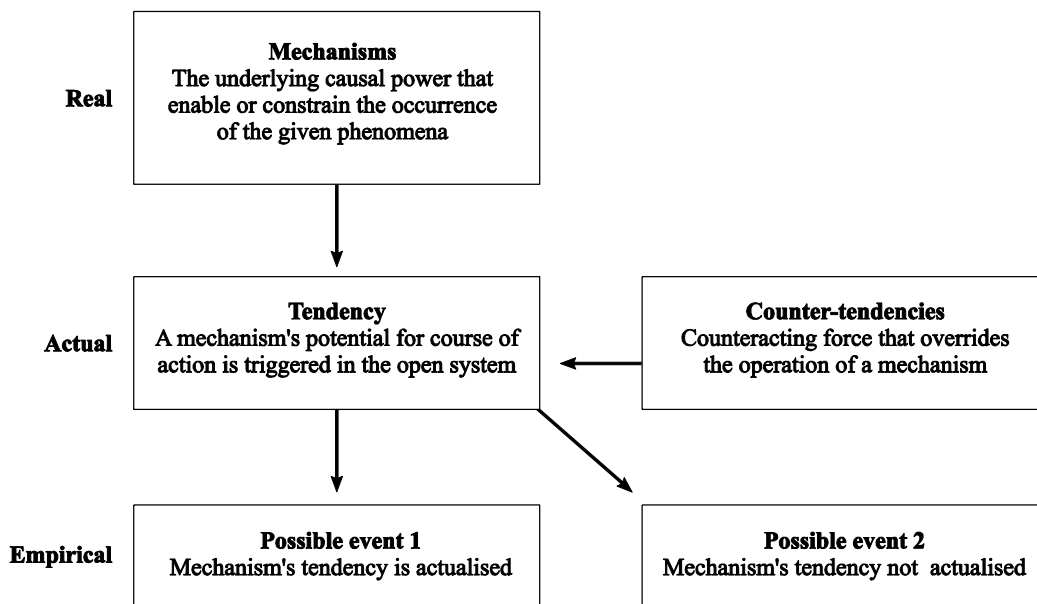 Real
Mechanisms
The underlying causal power that
enable or constrain the occurrence
of the given phenomena
Actual
Tendency
A mechanism's potential for course of
action is triggered in the open system
Counter-tendencies
Counteracting force that overrides
the operation of a mechanism
Empirical
Possible event 1
Mechanism's tendency is actualised
Possible event 2
Mechanism's tendency not actualised